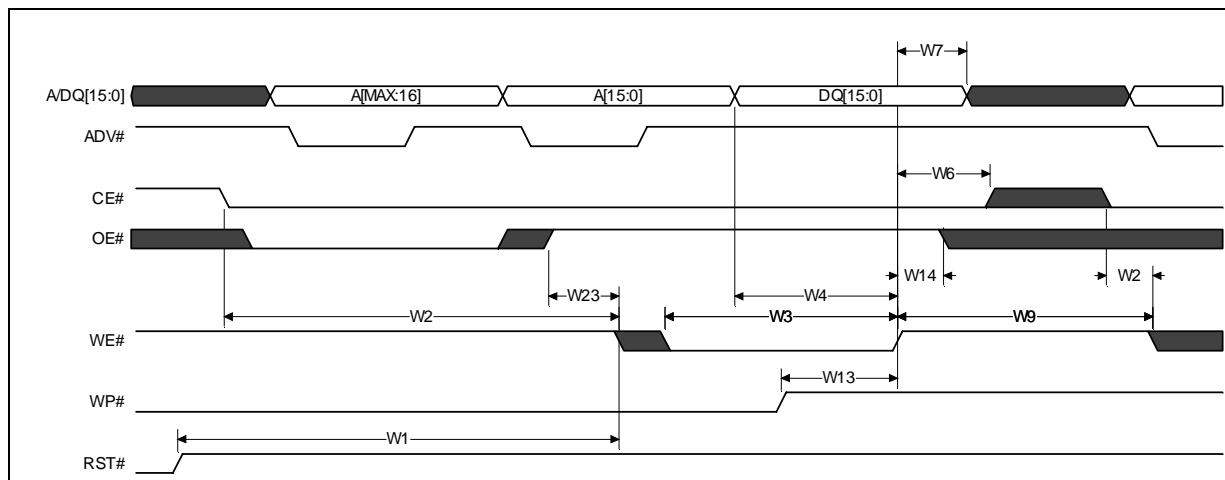 W7
A/DQ[15:0] A[MAX:16] A[15:0] DQ[15:0]
ADV#
W6
CE#
OE#
W14 W2
W23 W4
W2 W3 W9
WE#
W13
WP#
W1
RST#